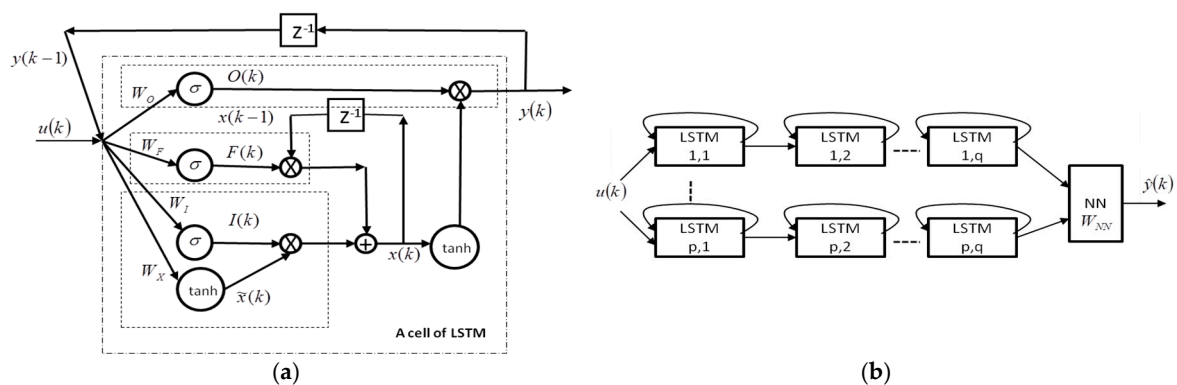 Z-1
y(k−1)
σ
O(k)
W_O
x(k−1)
Z-1
y(k)
u(k)
W_F
σ
F(k)
W_I
I(k)
σ
x(k)
tanh
W_X
tanh
x̃(k)
A cell of LSTM
(a)
LSTM
1,1
LSTM
1,2
LSTM
1,q
u(k)
NN
W_NN
ŷ(k)
LSTM
p,1
LSTM
p,2
LSTM
p,q
(b)